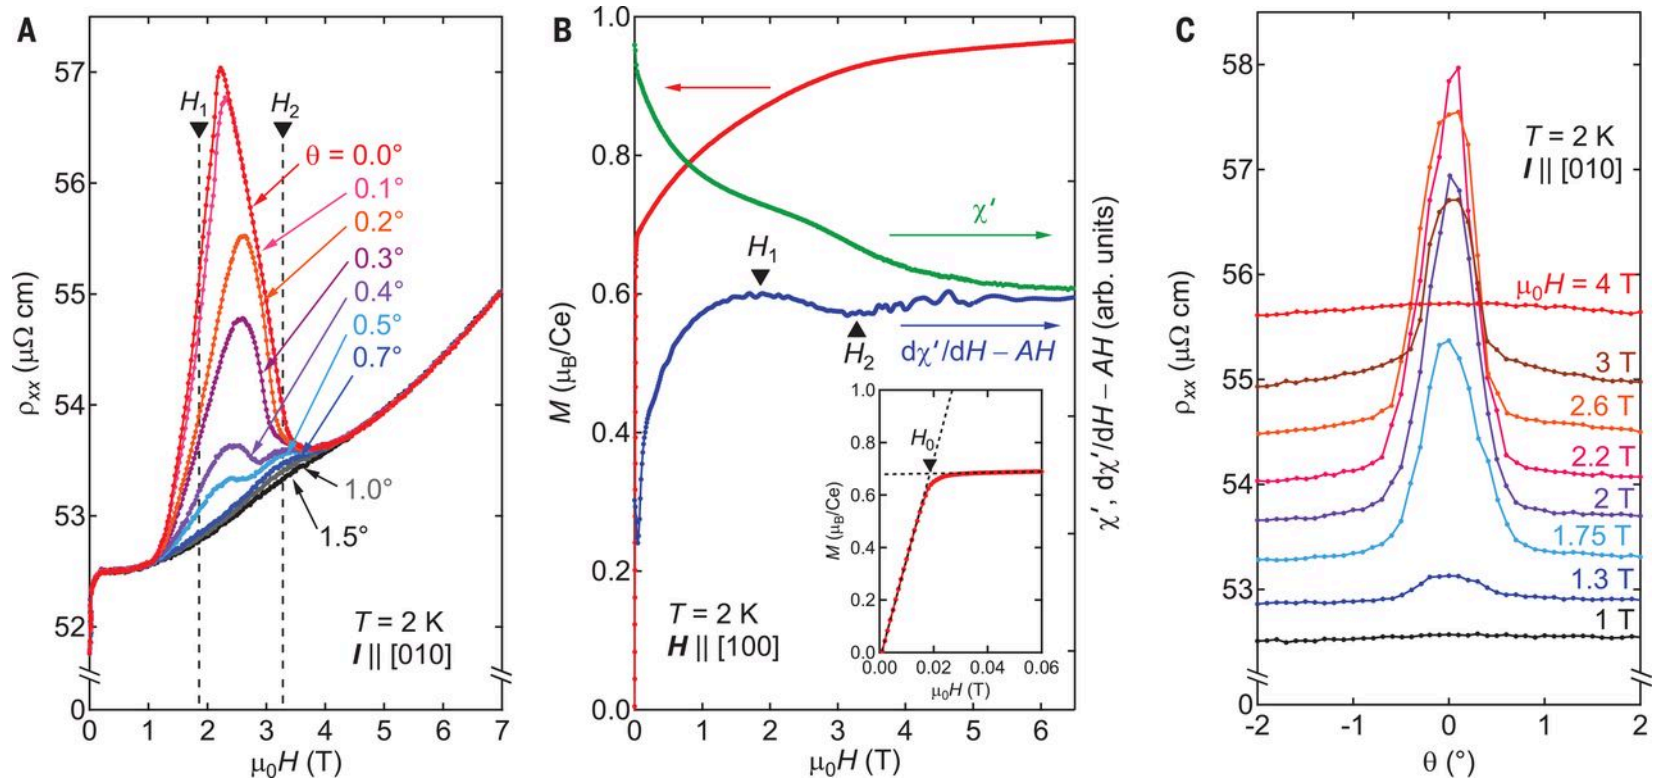 A
57
56
55
54
53
52
0
ρxx (μΩ cm)
H1
H2
θ = 0.0°
0.1°
0.2°
0.3°
0.4°
0.5°
0.7°
1.0°
1.5°
T = 2 K
I || [010]
0 1 2 3 4 5 6 7
μ0H (T)
B
1.0
0.8
0.6
0.4
0.2
0.0
M (μB/Ce)
χ′
H1
H2
dχ′/dH – AH
χ′, dχ′/dH – AH (arb. units)
T = 2 K
H || [100]
1.0
0.8
0.6
0.4
0.2
0.0
M (μB/Ce)
H0
0.00 0.02 0.04 0.06
μ0H (T)
0 1 2 3 4 5 6
μ0H (T)
C
58
57
56
55
54
53
0
ρxx (μΩ cm)
T = 2 K
I || [010]
μ0H = 4 T
3 T
2.6 T
2.2 T
2 T
1.75 T
1.3 T
1 T
-2 -1 0 1 2
θ (°)